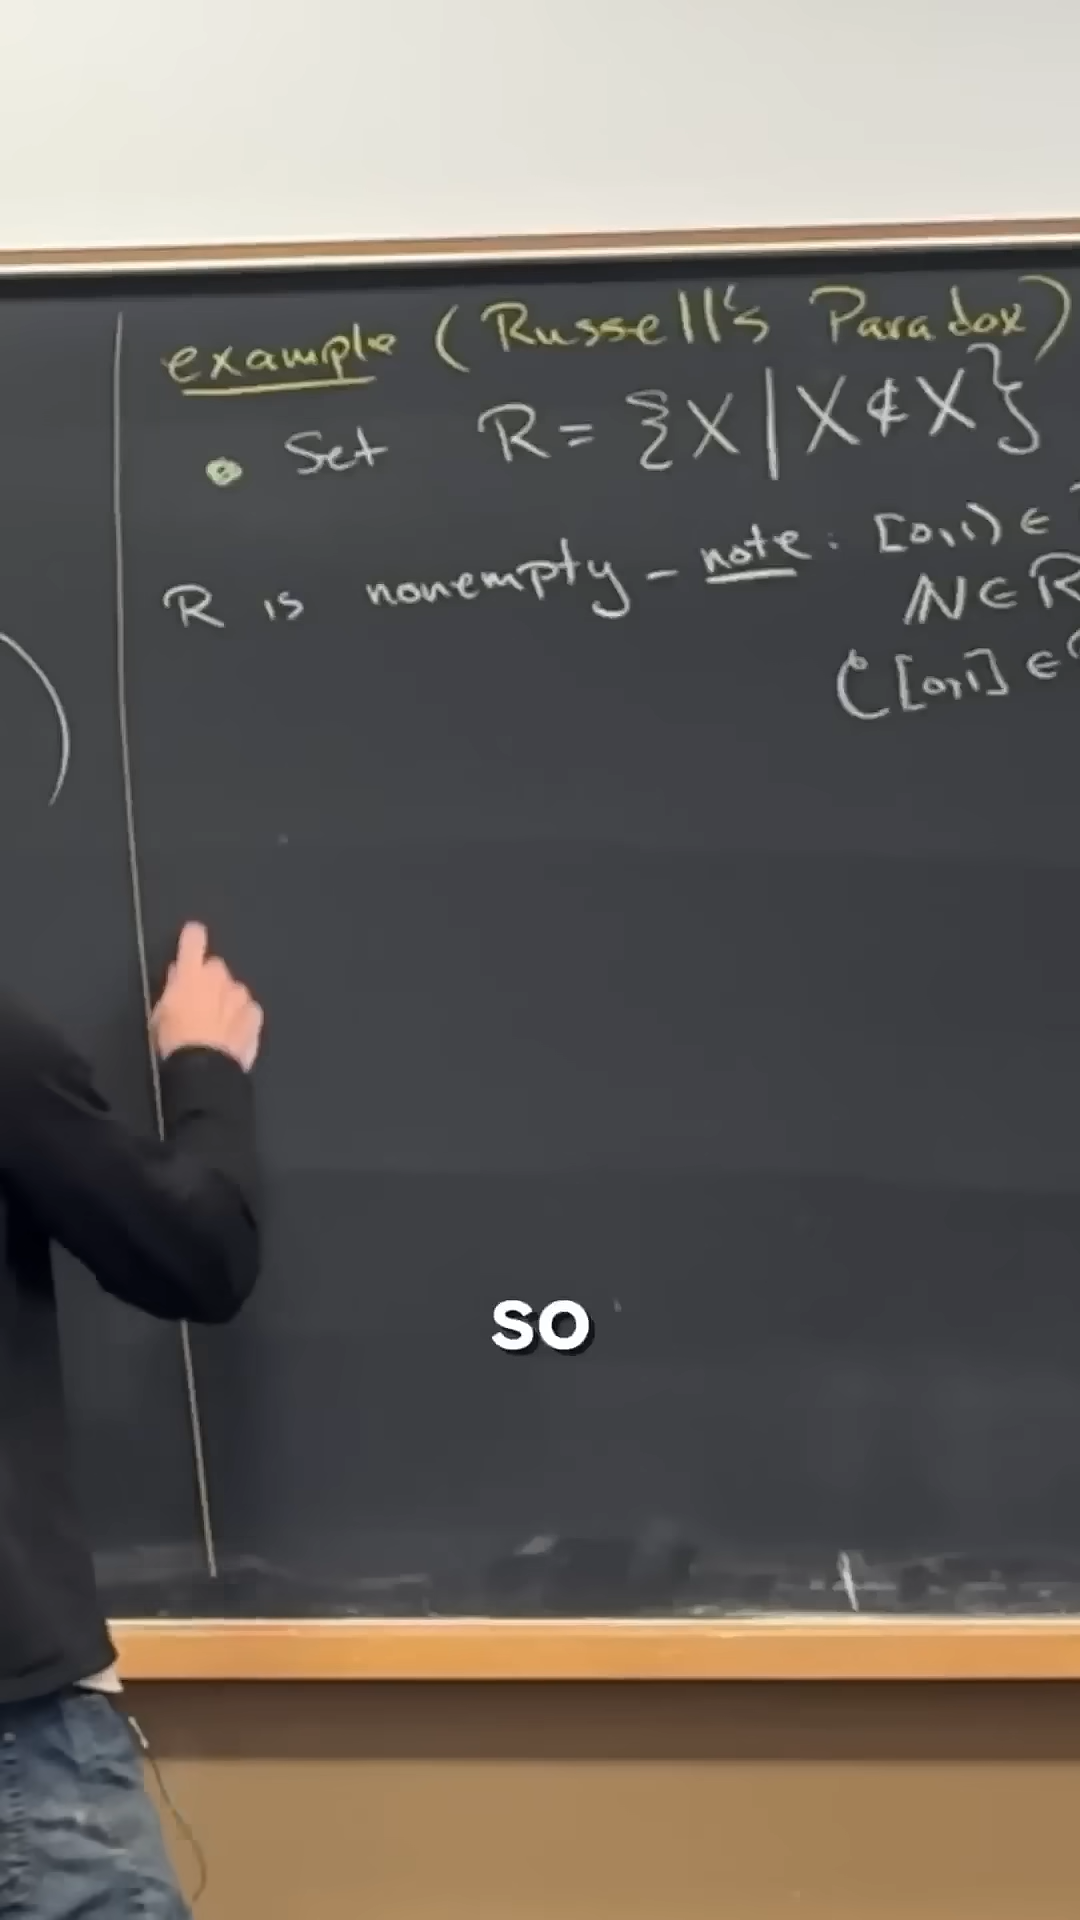 example (Russell's Paradox)
• Set R = {X | X ∉ X}
R is nonempty - note: [0,1) ∈
ℕ ∈ R
C[0,1] ∈
so